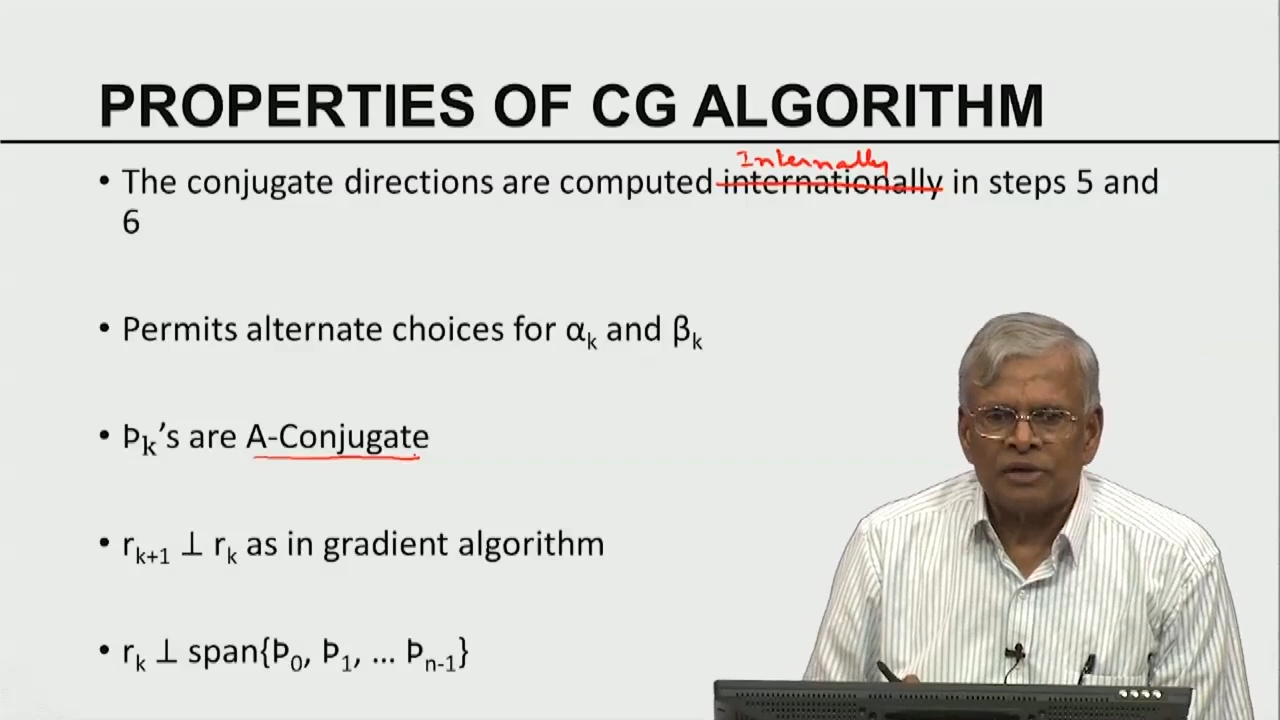 PROPERTIES OF CG ALGORITHM
Internally
• The conjugate directions are computed internationally in steps 5 and
6
• Permits alternate choices for αk and βk
• Þk's are A-Conjugate
• rk+1 ⊥ rk as in gradient algorithm
• rk ⊥ span{Þ0, Þ1, ... Þn-1}